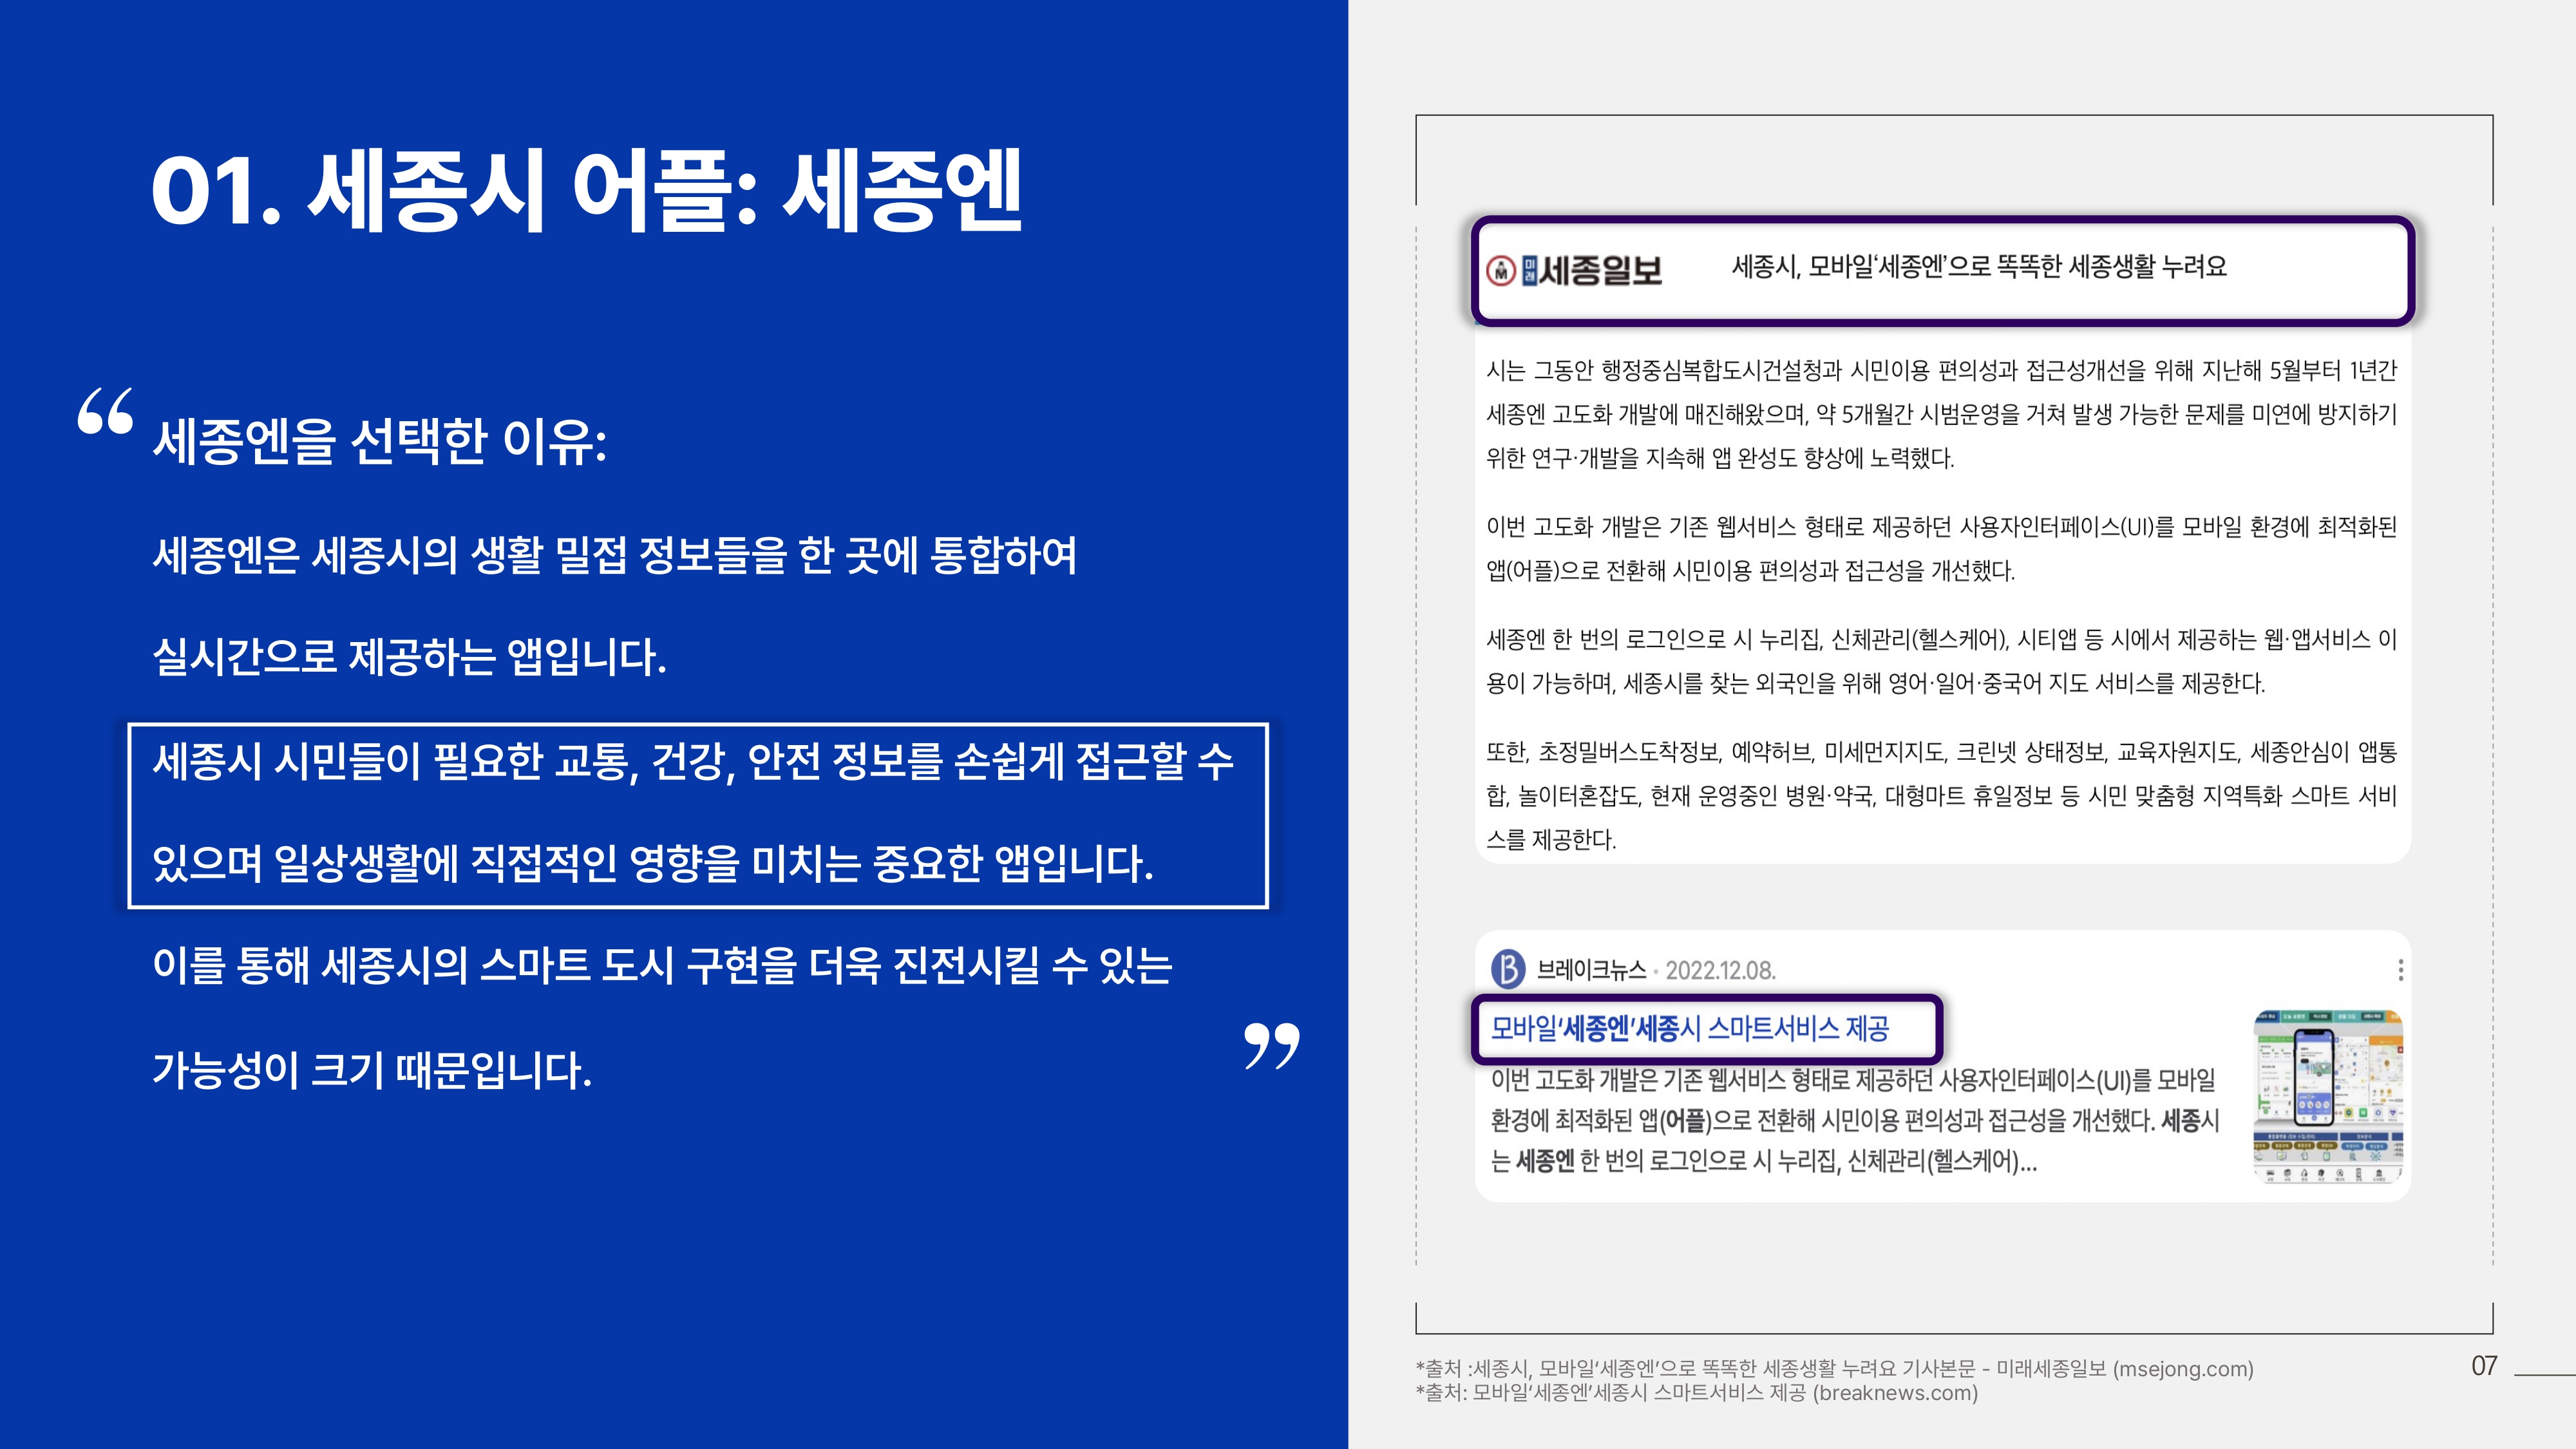 01. 세종시 어플: 세종엔
“ 세종엔을 선택한 이유:
세종엔은 세종시의 생활 밀접 정보들을 한 곳에 통합하여
실시간으로 제공하는 앱입니다.
세종시 시민들이 필요한 교통, 건강, 안전 정보를 손쉽게 접근할 수
있으며 일상생활에 직접적인 영향을 미치는 중요한 앱입니다.
이를 통해 세종시의 스마트 도시 구현을 더욱 진전시킬 수 있는
가능성이 크기 때문입니다. ”
미래세종일보 세종시, 모바일‘세종엔’으로 똑똑한 세종생활 누려요
시는 그동안 행정중심복합도시건설청과 시민이용 편의성과 접근성개선을 위해 지난해 5월부터 1년간
세종엔 고도화 개발에 매진해왔으며, 약 5개월간 시범운영을 거쳐 발생 가능한 문제를 미연에 방지하기
위한 연구·개발을 지속해 앱 완성도 향상에 노력했다.
이번 고도화 개발은 기존 웹서비스 형태로 제공하던 사용자인터페이스(UI)를 모바일 환경에 최적화된
앱(어플)으로 전환해 시민이용 편의성과 접근성을 개선했다.
세종엔 한 번의 로그인으로 시 누리집, 신체관리(헬스케어), 시티앱 등 시에서 제공하는 웹·앱서비스 이
용이 가능하며, 세종시를 찾는 외국인을 위해 영어·일어·중국어 지도 서비스를 제공한다.
또한, 초정밀버스도착정보, 예약허브, 미세먼지지도, 크린넷 상태정보, 교육자원지도, 세종안심이 앱통
합, 놀이터혼잡도, 현재 운영중인 병원·약국, 대형마트 휴일정보 등 시민 맞춤형 지역특화 스마트 서비
스를 제공한다.
브레이크뉴스 · 2022.12.08.
모바일‘세종엔’세종시 스마트서비스 제공
이번 고도화 개발은 기존 웹서비스 형태로 제공하던 사용자인터페이스(UI)를 모바일
환경에 최적화된 앱(어플)으로 전환해 시민이용 편의성과 접근성을 개선했다. 세종시
는 세종엔 한 번의 로그인으로 시 누리집, 신체관리(헬스케어)...
*출처 :세종시, 모바일‘세종엔’으로 똑똑한 세종생활 누려요 기사본문 - 미래세종일보 (msejong.com)
*출처: 모바일‘세종엔’세종시 스마트서비스 제공 (breaknews.com)
07